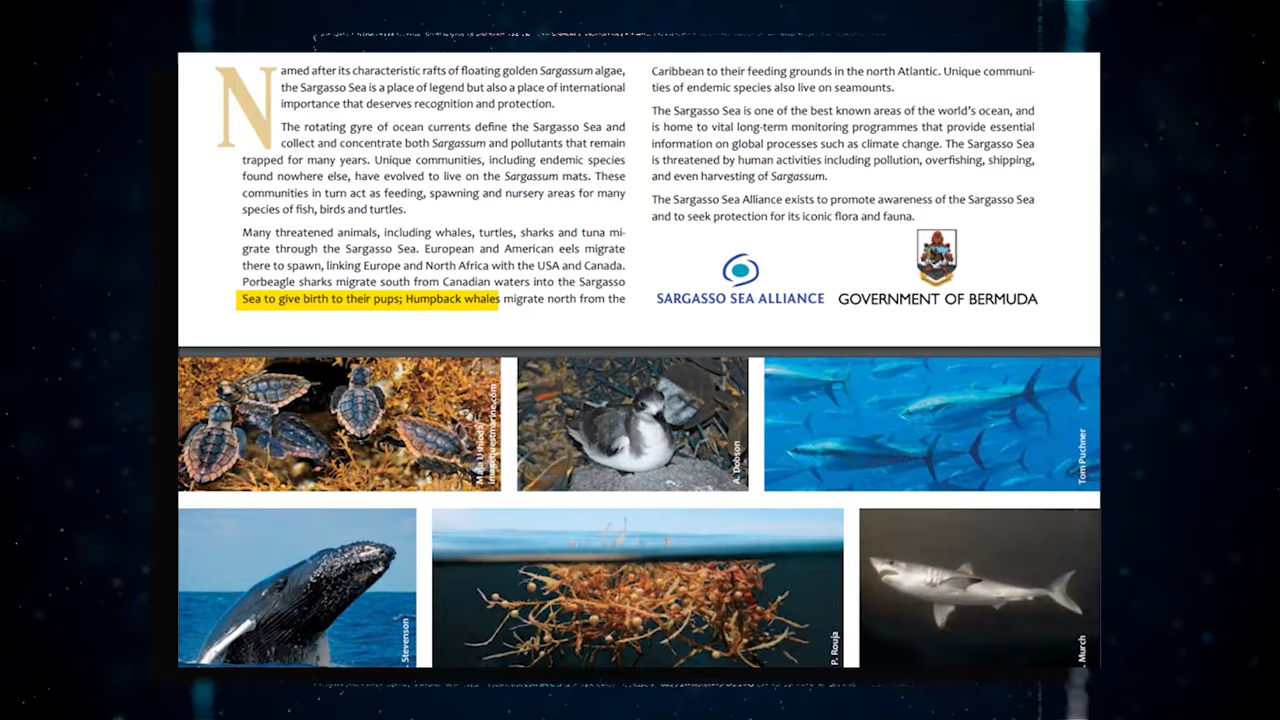 Named after its characteristic rafts of floating golden Sargassum algae,
the Sargasso Sea is a place of legend but also a place of international
importance that deserves recognition and protection.
The rotating gyre of ocean currents define the Sargasso Sea and
collect and concentrate both Sargassum and pollutants that remain
trapped for many years. Unique communities, including endemic species
found nowhere else, have evolved to live on the Sargassum mats. These
communities in turn act as feeding, spawning and nursery areas for many
species of fish, birds and turtles.
Many threatened animals, including whales, turtles, sharks and tuna mi-
grate through the Sargasso Sea. European and American eels migrate
there to spawn, linking Europe and North Africa with the USA and Canada.
Porbeagle sharks migrate south from Canadian waters into the Sargasso
Sea to give birth to their pups; Humpback whales migrate north from the
Caribbean to their feeding grounds in the north Atlantic. Unique communi-
ties of endemic species also live on seamounts.
The Sargasso Sea is one of the best known areas of the world's ocean, and
is home to vital long-term monitoring programmes that provide essential
information on global processes such as climate change. The Sargasso Sea
is threatened by human activities including pollution, overfishing, shipping,
and even harvesting of Sargassum.
The Sargasso Sea Alliance exists to promote awareness of the Sargasso Sea
and to seek protection for its iconic flora and fauna.
SARGASSO SEA ALLIANCE
GOVERNMENT OF BERMUDA
A. Dobson
Tom Puchner
Stevenson
P. Rouja
Murch